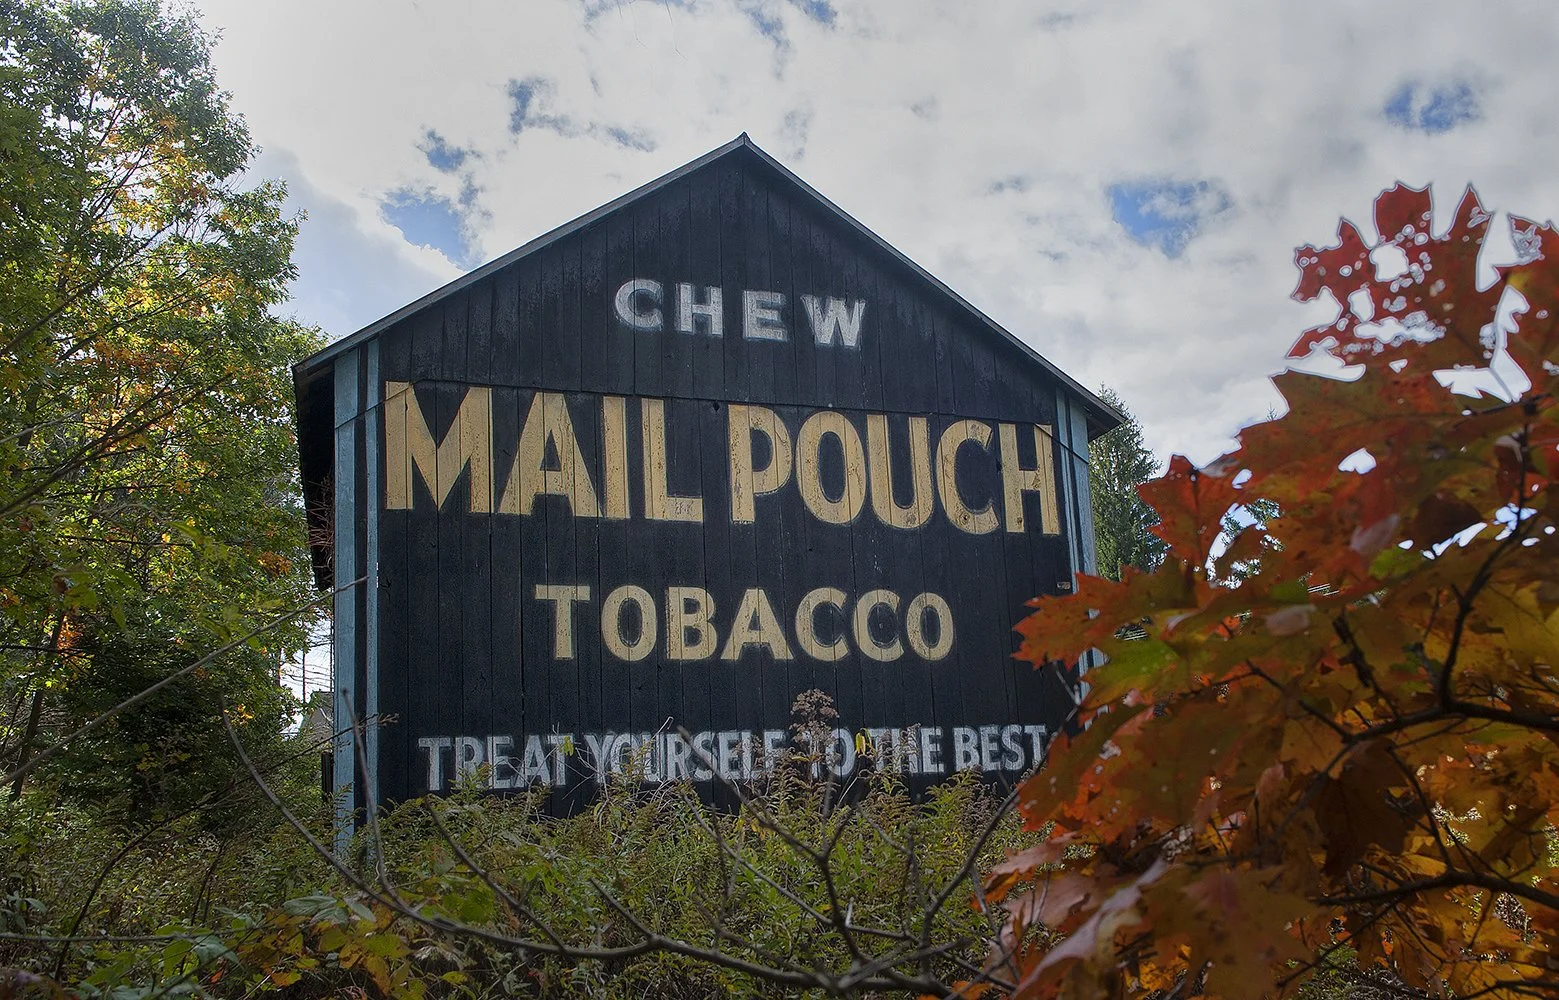 CHEW
MAIL POUCH
TOBACCO
TREAT YOURSELF TO THE BEST